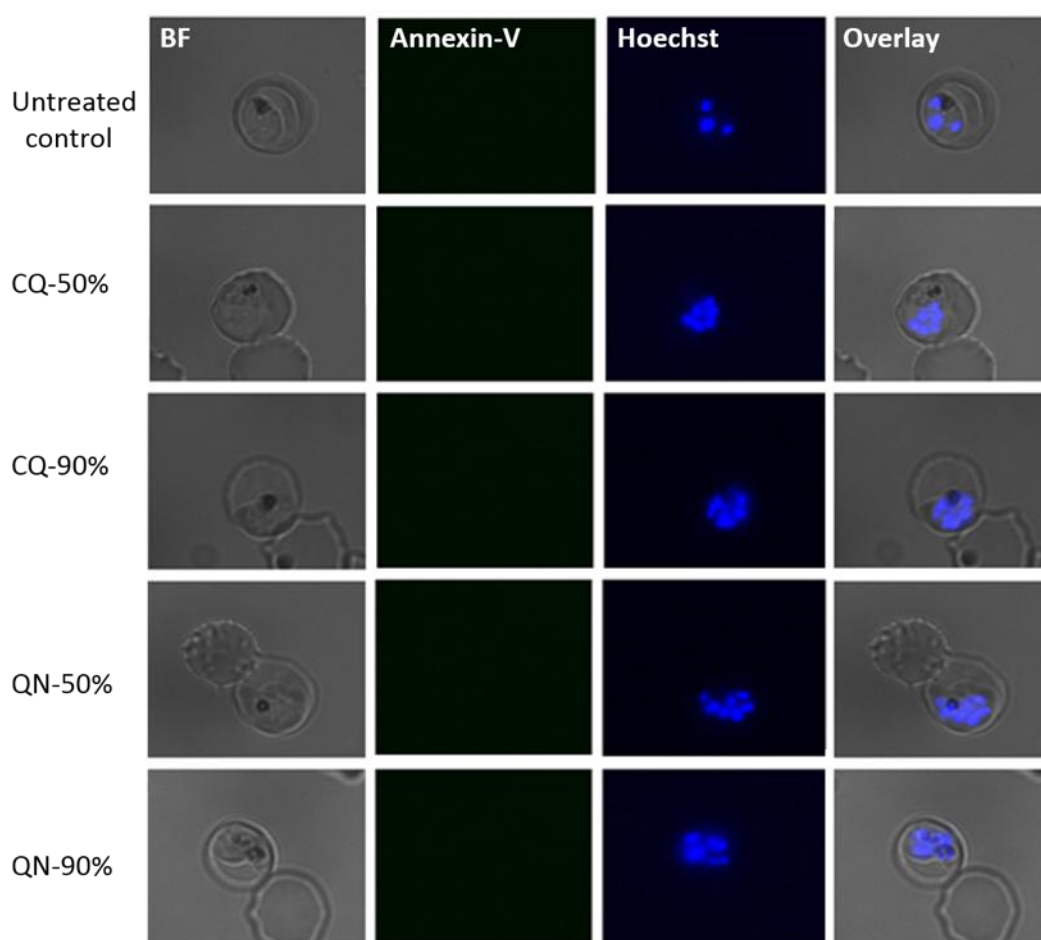 BF Annexin-V Hoechst Overlay
Untreated
control
CQ-50%
CQ-90%
QN-50%
QN-90%